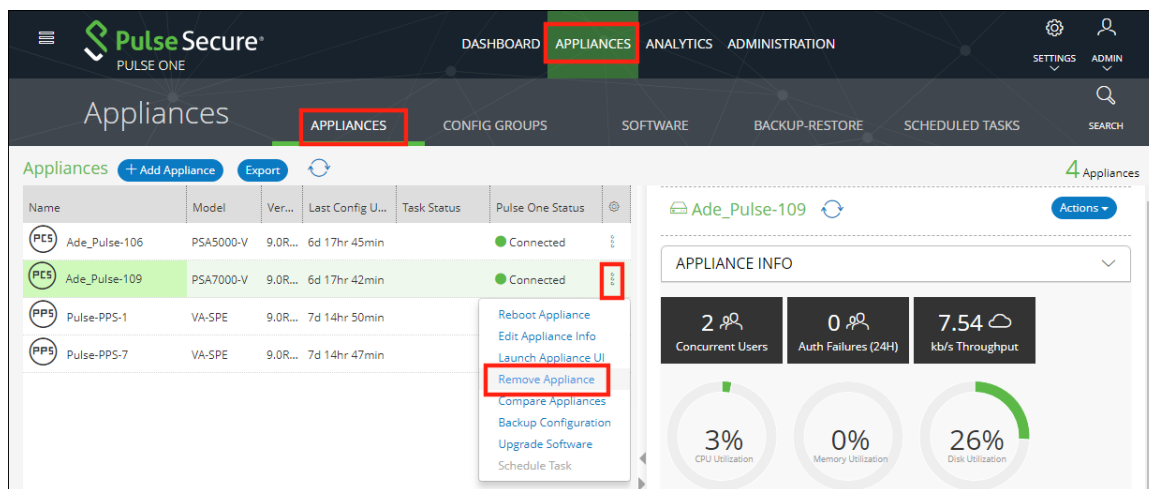 Pulse Secure
PULSE ONE
DASHBOARD APPLIANCES ANALYTICS ADMINISTRATION
SETTINGS ADMIN
Appliances
APPLIANCES CONFIG GROUPS SOFTWARE BACKUP-RESTORE SCHEDULED TASKS
SEARCH
Appliances + Add Appliance Export
4 Appliances
Name Model Ver... Last Config U... Task Status Pulse One Status
PCS Ade_Pulse-106 PSA5000-V 9.0R... 6d 17hr 45min Connected
PCS Ade_Pulse-109 PSA7000-V 9.0R... 6d 17hr 42min Connected
PPS Pulse-PPS-1 VA-SPE 9.0R... 7d 14hr 50min
PPS Pulse-PPS-7 VA-SPE 9.0R... 7d 14hr 47min
Reboot Appliance
Edit Appliance Info
Launch Appliance UI
Remove Appliance
Compare Appliances
Backup Configuration
Upgrade Software
Schedule Task
Ade_Pulse-109 Actions
APPLIANCE INFO
2 0 7.54
Concurrent Users Auth Failures (24H) kb/s Throughput
3% 0% 26%
CPU Utilization Memory Utilization Disk Utilization